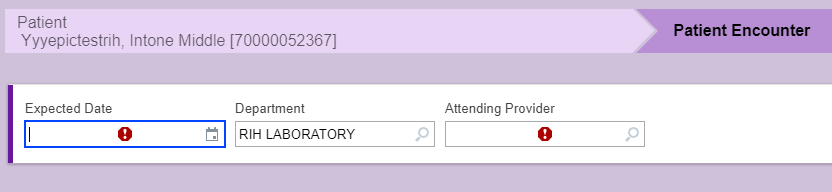 Patient
Yyyepictestrih, Intone Middle [70000052367]
Patient Encounter
Expected Date
Department
Attending Provider
RIH LABORATORY